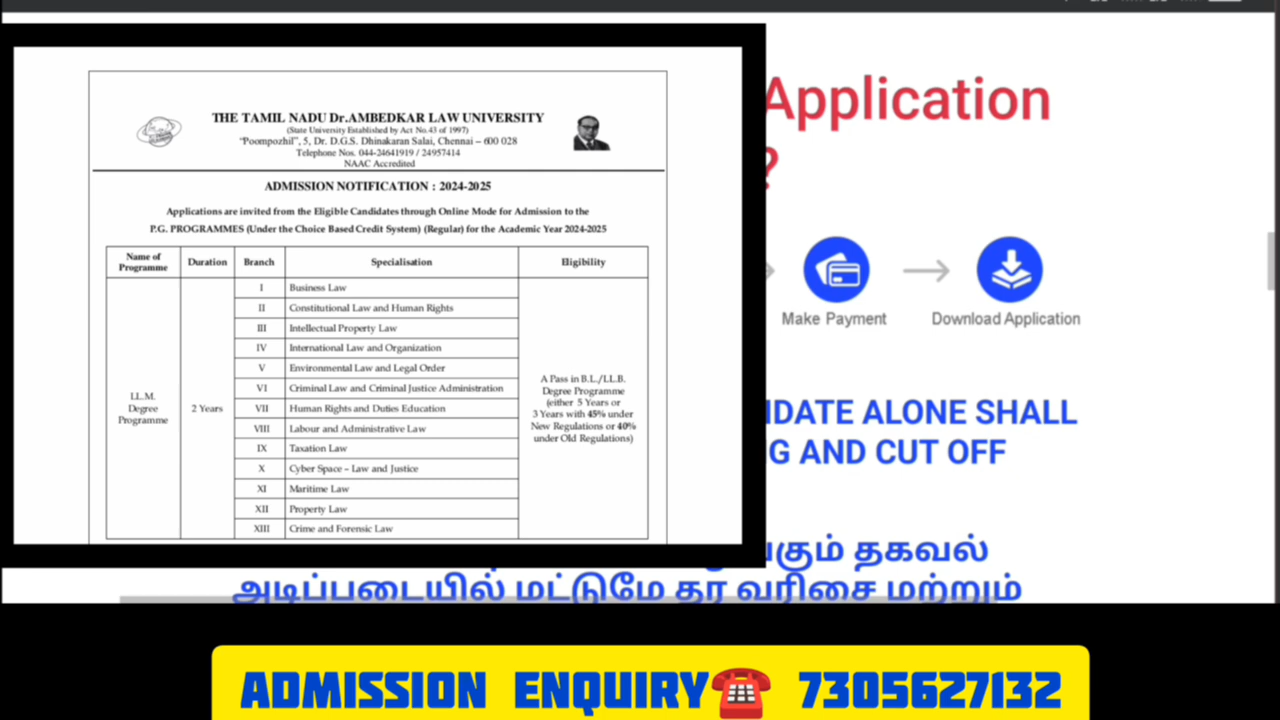 THE TAMIL NADU Dr.AMBEDKAR LAW UNIVERSITY
(State University Established by Act No.43 of 1997)
"Poompozhil", 5, Dr. D.G.S. Dhinakaran Salai, Chennai – 600 028
Telephone Nos. 044-24641919 / 24957414
NAAC Accredited
ADMISSION NOTIFICATION : 2024-2025
Applications are invited from the Eligible Candidates through Online Mode for Admission to the
P.G. PROGRAMMES (Under the Choice Based Credit System) (Regular) for the Academic Year 2024-2025
Name of Programme Duration Branch Specialisation Eligibility
LL.M. Degree Programme
2 Years
I Business Law
II Constitutional Law and Human Rights
III Intellectual Property Law
IV International Law and Organization
V Environmental Law and Legal Order
VI Criminal Law and Criminal Justice Administration
VII Human Rights and Duties Education
VIII Labour and Administrative Law
IX Taxation Law
X Cyber Space – Law and Justice
XI Maritime Law
XII Property Law
XIII Crime and Forensic Law
A Pass in B.L./LL.B.
Degree Programme
(either 5 Years or
3 Years with 45% under
New Regulations or 40%
under Old Regulations)
Application
?
Make Payment Download Application
IDATE ALONE SHALL
G AND CUT OFF
தகவல்
அடிப்படையில் மட்டுமே தர வரிசை மற்றும்
ADMISSION ENQUIRY☎️ 7305627132